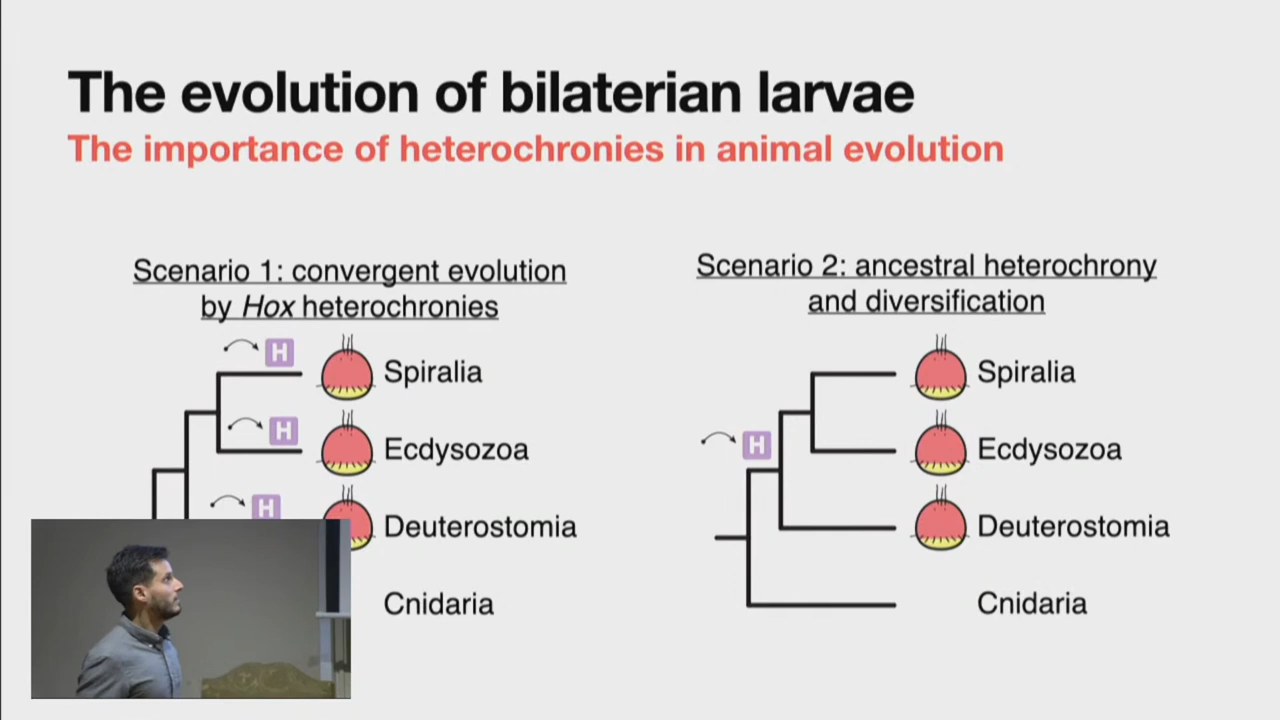 The evolution of bilaterian larvae
The importance of heterochronies in animal evolution
Scenario 1: convergent evolution
by Hox heterochronies
H
Spiralia
H
Ecdysozoa
H
Deuterostomia
Cnidaria
Scenario 2: ancestral heterochrony
and diversification
Spiralia
H
Ecdysozoa
Deuterostomia
Cnidaria